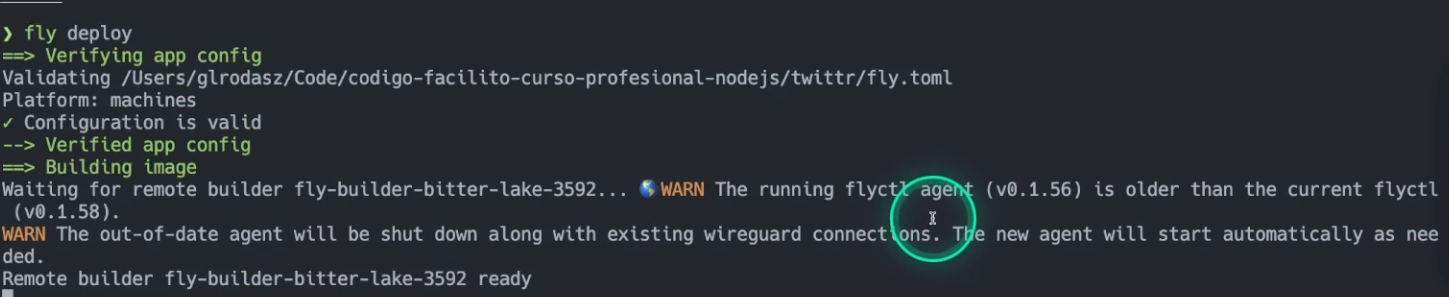 ❯ fly deploy
==> Verifying app config
Validating /Users/glrodasz/Code/codigo-facilito-curso-profesional-nodejs/twittr/fly.toml
Platform: machines
✓ Configuration is valid
--> Verified app config
==> Building image
Waiting for remote builder fly-builder-bitter-lake-3592... 🌎WARN The running flyctl agent (v0.1.56) is older than the current flyctl
(v0.1.58).
WARN The out-of-date agent will be shut down along with existing wireguard connections. The new agent will start automatically as nee
ded.
Remote builder fly-builder-bitter-lake-3592 ready